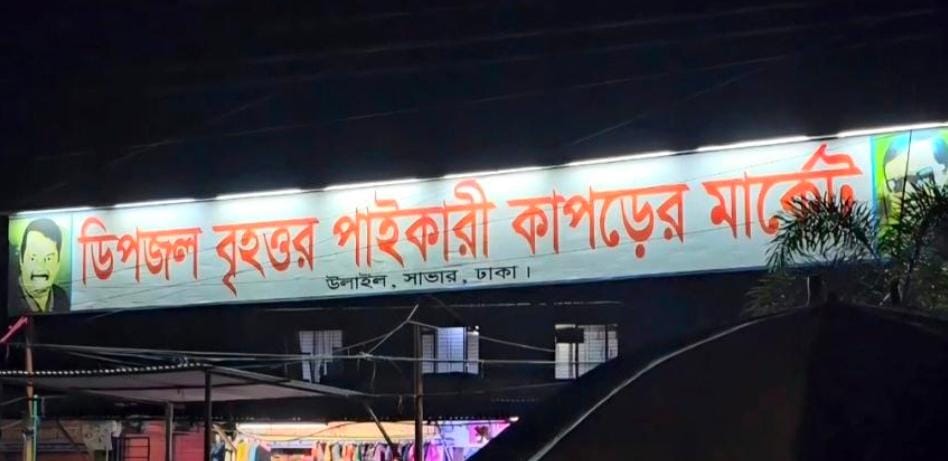 ডিপজল বৃহত্তর পাইকারী কাপড়ের মার্কেট
উলাইল, সাভার, ঢাকা।